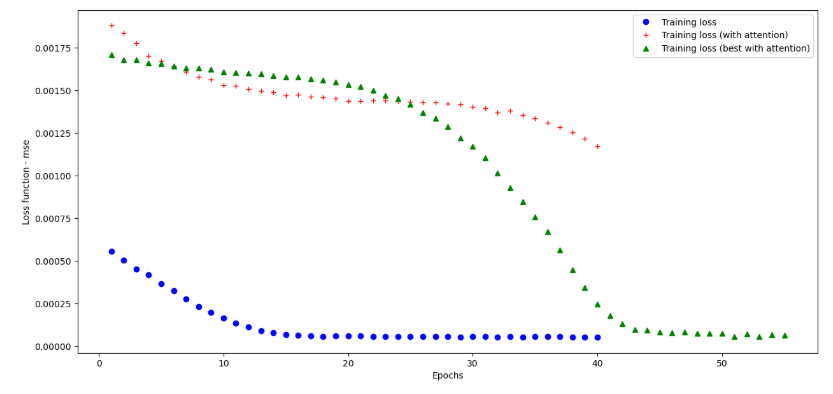 Training loss
Training loss (with attention)
Training loss (best with attention)
Loss function - mse
0.00175
0.00150
0.00125
0.00100
0.00075
0.00050
0.00025
0.00000
0 10 20 30 40 50
Epochs